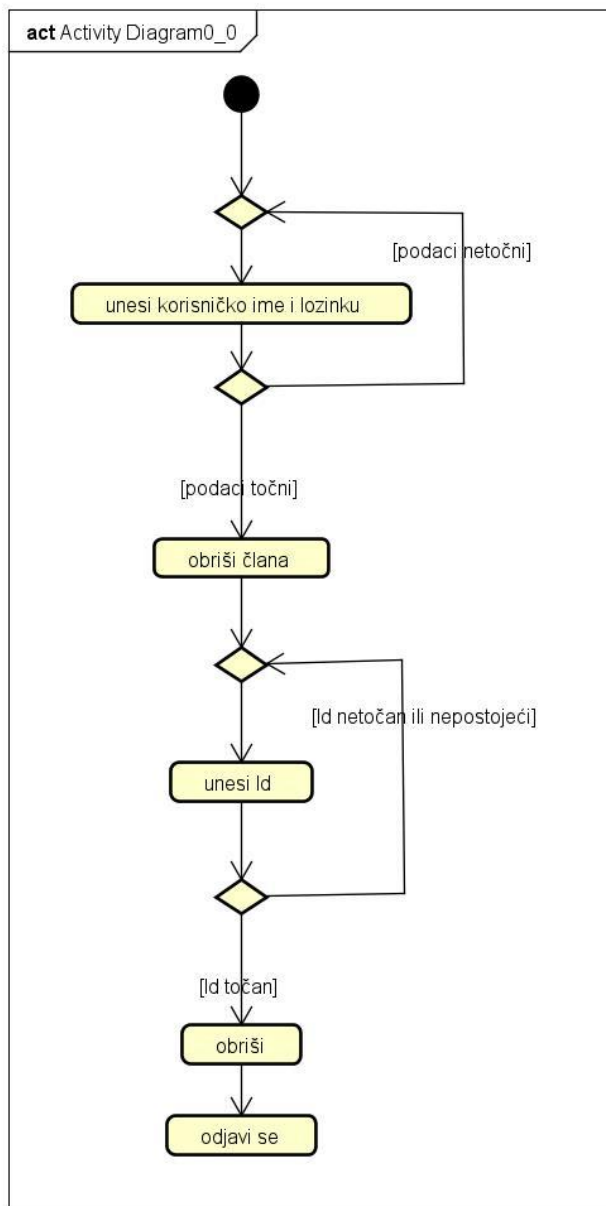 act Activity Diagram0_0
[podaci netočni]
unesi korisničko ime i lozinku
[podaci točni]
obriši člana
[Id netočan ili nepostojeći]
unesi Id
[Id točan]
obriši
odjavi se